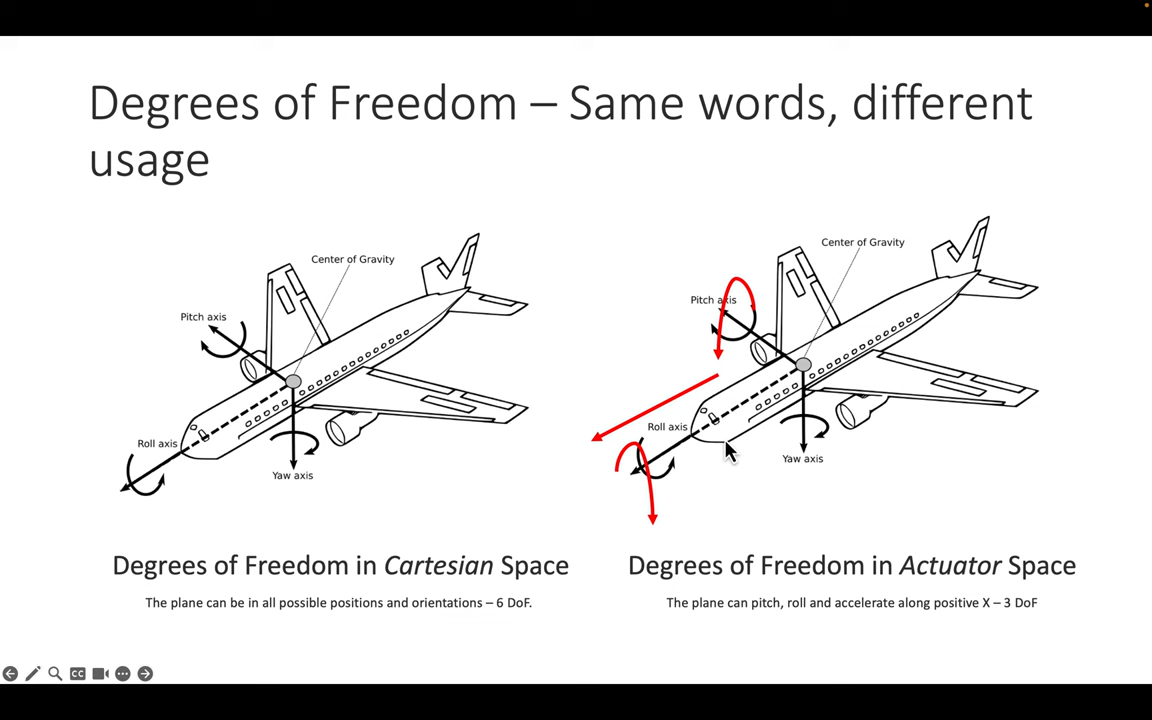 Degrees of Freedom – Same words, different
usage
Center of Gravity
Pitch axis
Roll axis
Yaw axis
Center of Gravity
Pitch axis
Roll axis
Yaw axis
Degrees of Freedom in Cartesian Space
The plane can be in all possible positions and orientations – 6 DoF.
Degrees of Freedom in Actuator Space
The plane can pitch, roll and accelerate along positive X – 3 DoF
CC